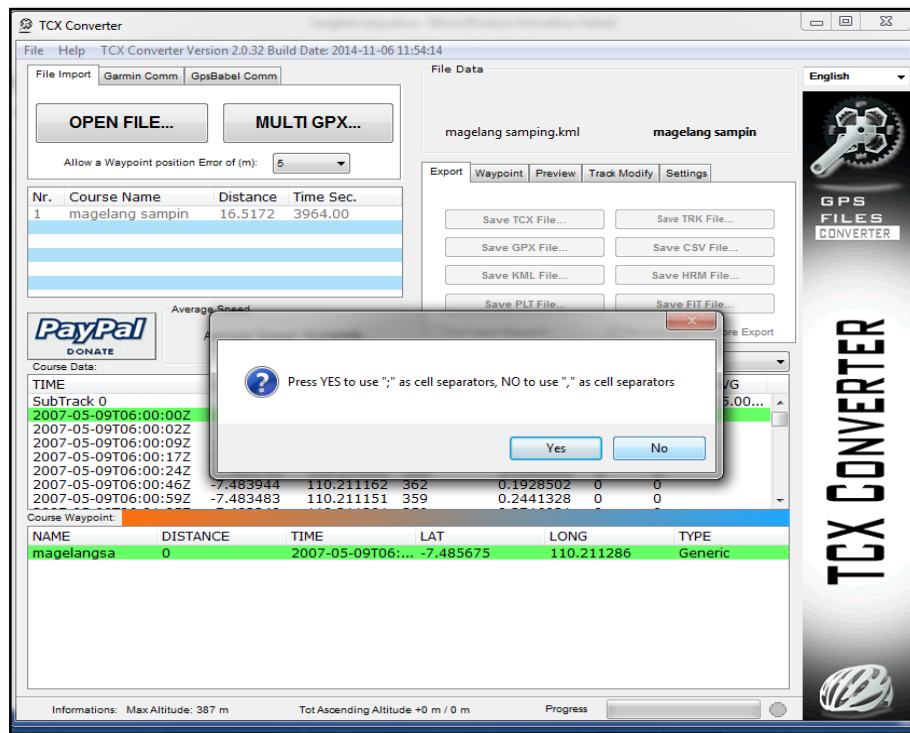 TCX Converter
File Help TCX Converter Version 2.0.32 Build Date: 2014-11-06 11:54:14
File Import Garmin Comm GpsBabel Comm
OPEN FILE... MULTI GPX...
Allow a Waypoint position Error of (m): 5
File Data
magelang samping.kml magelang sampin
English
Nr. Course Name Distance Time Sec.
1 magelang sampin 16.5172 3964.00
Export Waypoint Preview Track Modify Settings
Save TCX File... Save TRK File...
Save GPX File... Save CSV File...
Save KML File... Save HRM File...
Save PLT File... Save FIT File...
GPS
FILES
CONVERTER
TCX CONVERTER
PayPal
DONATE
Average Speed
Export
Press YES to use ";" as cell separators, NO to use "," as cell separators
Yes No
Course Data:
TIME
SubTrack 0
2007-05-09T06:00:00Z
2007-05-09T06:00:02Z
2007-05-09T06:00:09Z
2007-05-09T06:00:17Z
2007-05-09T06:00:24Z
2007-05-09T06:00:46Z -7.483944 110.211162 362 0.1928502 0 0
2007-05-09T06:00:59Z -7.483483 110.211151 359 0.2441328 0 0
Course Waypoint:
NAME DISTANCE TIME LAT LONG TYPE
magelangsa 0 2007-05-09T06:... -7.485675 110.211286 Generic
Informations: Max Altitude: 387 m Tot Ascending Altitude +0 m / 0 m Progress